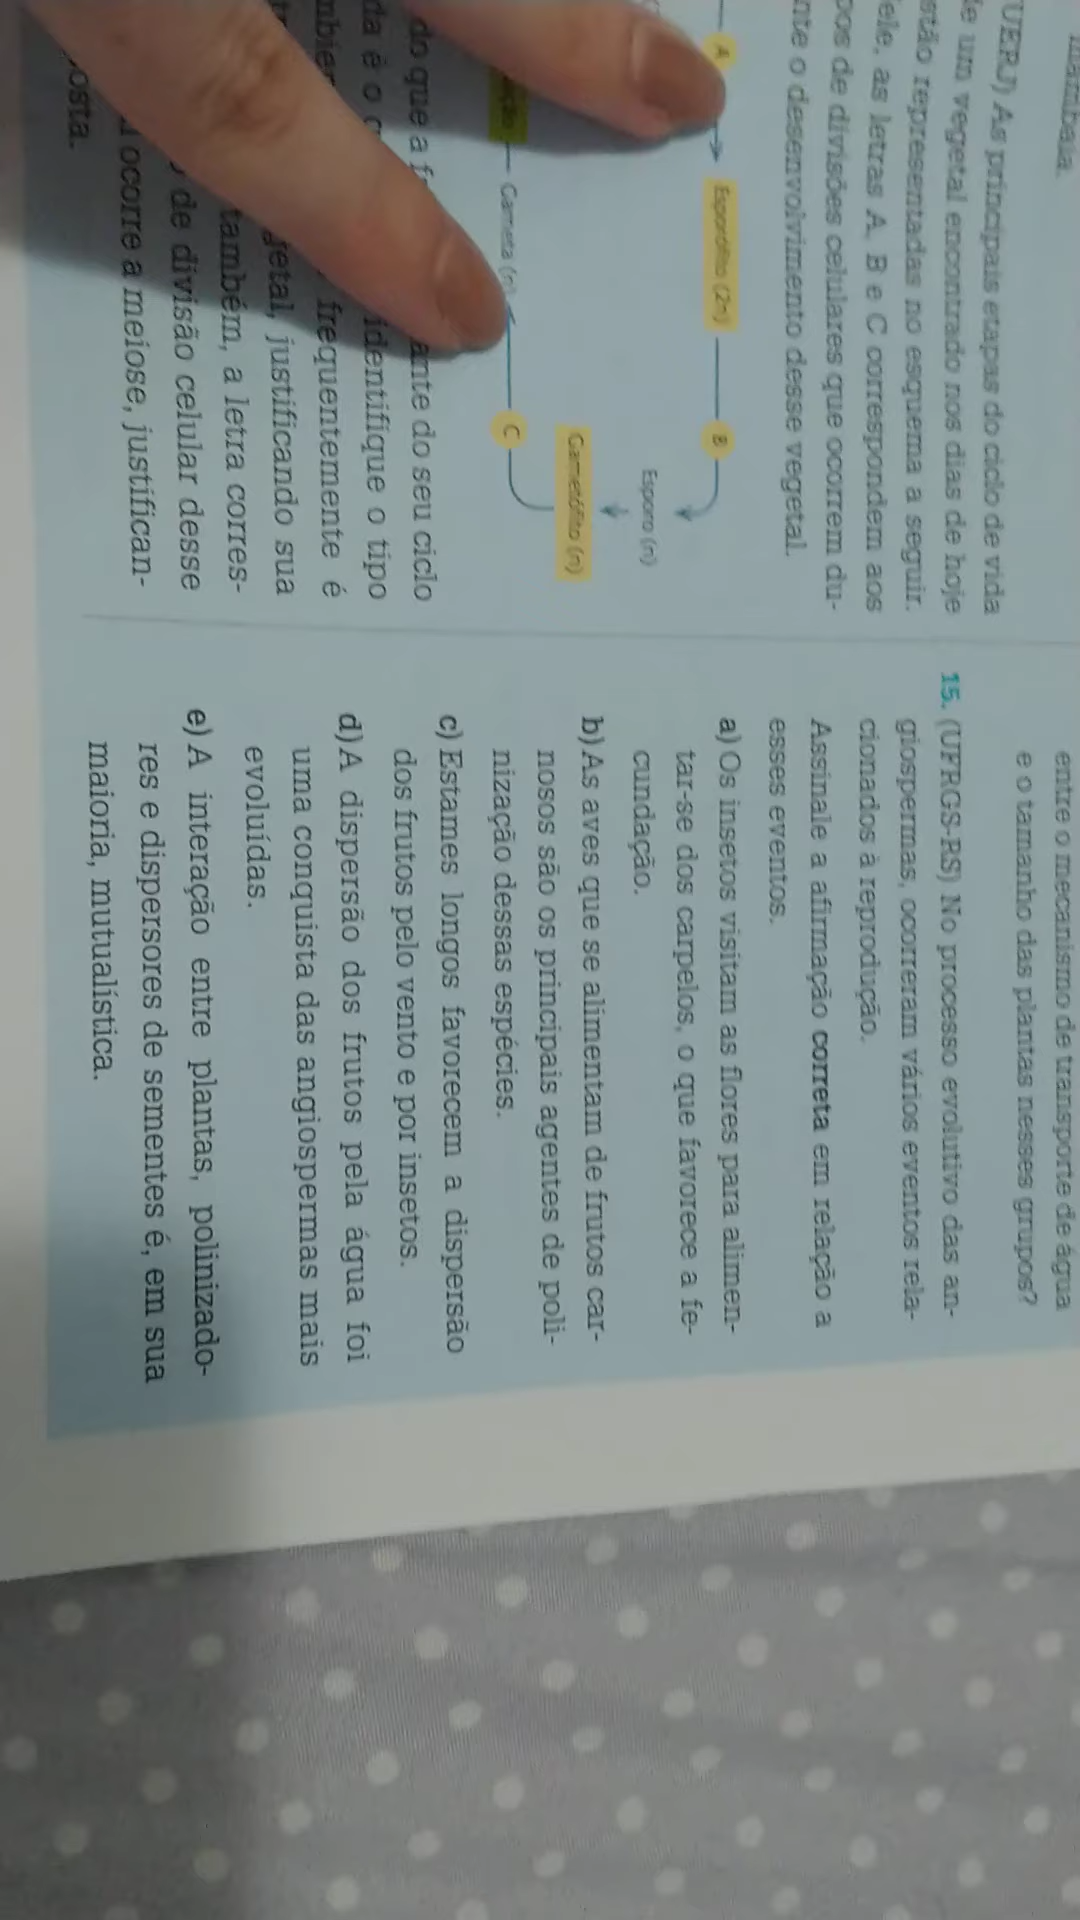 mambaia.
UERJ) As principais etapas do ciclo de vida
de um vegetal encontrado nos dias de hoje
stão representadas no esquema a seguir.
ele, as letras A, B e C correspondem aos
pos de divisões celulares que ocorrem du-
nte o desenvolvimento desse vegetal.
A
Esporófito (2n)
B
Esporo (n)
Gametófito (n)
C
Gameta (n)
do que a ante do seu ciclo
da é o identifique o tipo
frequentemente é
getal, justificando sua
também, a letra corres-
de divisão celular desse
l ocorre a meiose, justifican-
osta.
entre o mecanismo de transporte de água
e o tamanho das plantas nesses grupos?
15. (UFRGS-RS) No processo evolutivo das an-
giospermas, ocorreram vários eventos rela-
cionados à reprodução.
Assinale a afirmação correta em relação a
esses eventos.
a) Os insetos visitam as flores para alimen-
tar-se dos carpelos, o que favorece a fe-
cundação.
b) As aves que se alimentam de frutos car-
nosos são os principais agentes de poli-
nização dessas espécies.
c) Estames longos favorecem a dispersão
dos frutos pelo vento e por insetos.
d) A dispersão dos frutos pela água foi
uma conquista das angiospermas mais
evoluídas.
e) A interação entre plantas, polinizado-
res e dispersores de sementes é, em sua
maioria, mutualística.